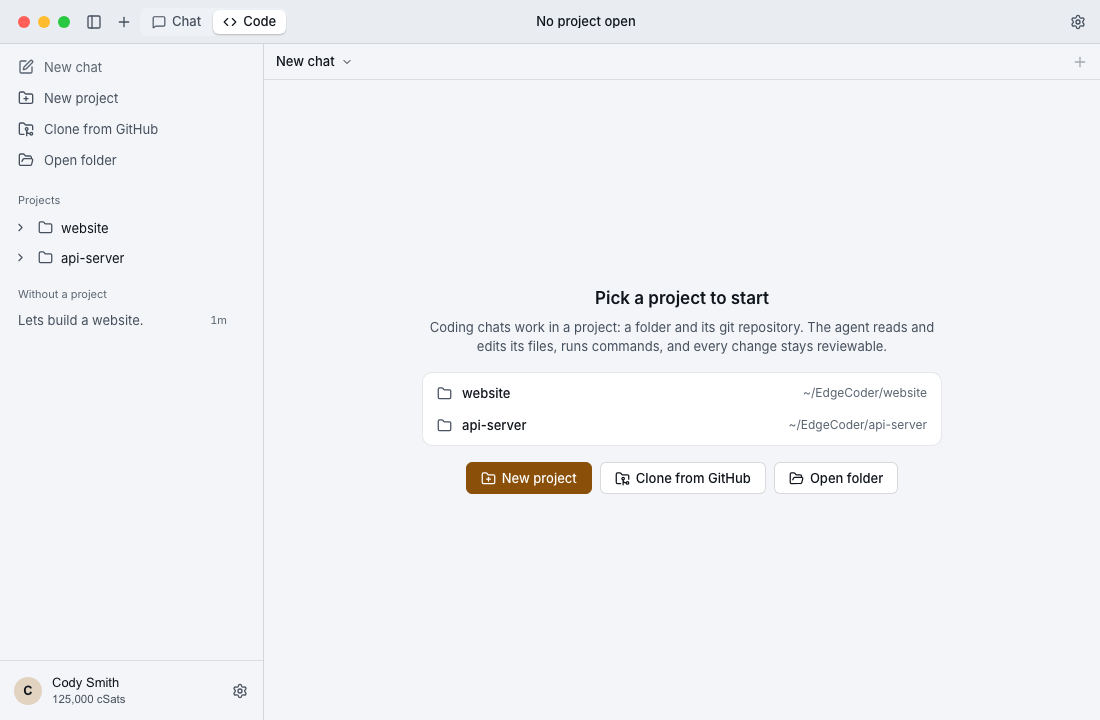 Chat
Code
No project open
New chat
New project
Clone from GitHub
Open folder
Projects
website
api-server
Without a project
Lets build a website. 1m
Cody Smith
125,000 cSats
C
New chat
Pick a project to start
Coding chats work in a project: a folder and its git repository. The agent reads and
edits its files, runs commands, and every change stays reviewable.
website ~/EdgeCoder/website
api-server ~/EdgeCoder/api-server
New project
Clone from GitHub
Open folder